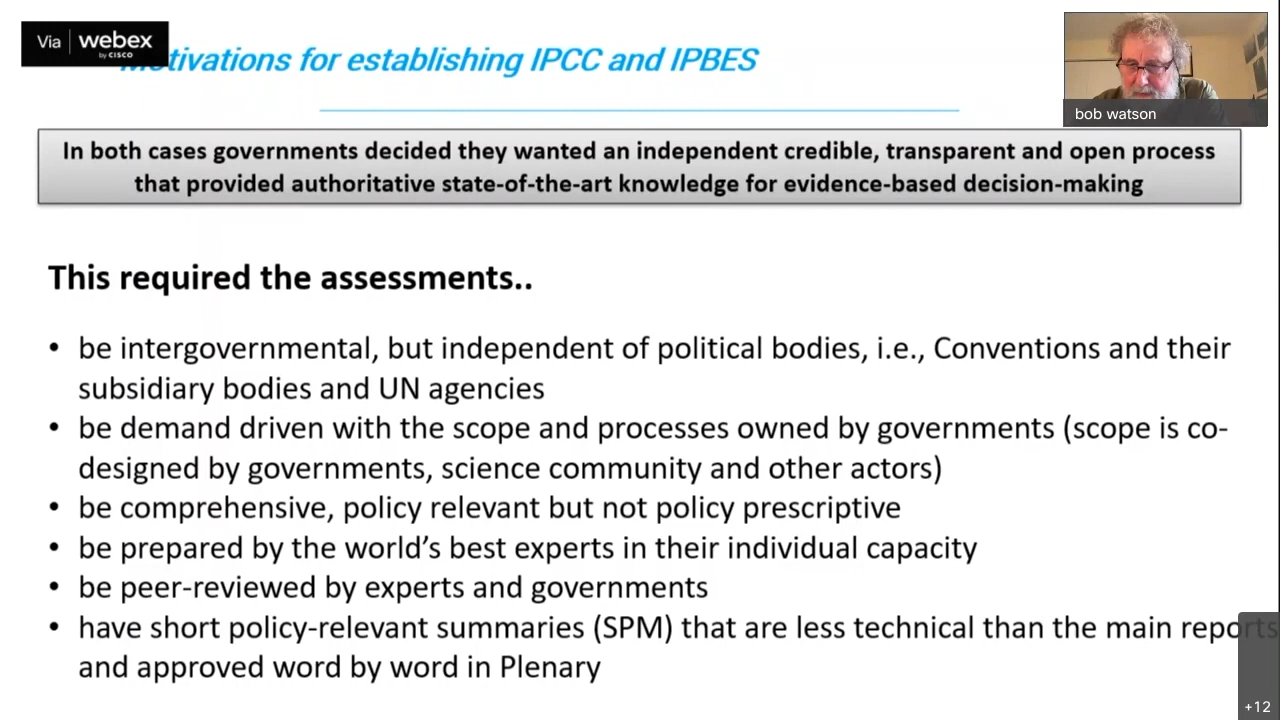 Via webex
by CISCO
tivations for establishing IPCC and IPBES
bob watson
In both cases governments decided they wanted an independent credible, transparent and open process
that provided authoritative state-of-the-art knowledge for evidence-based decision-making
This required the assessments..
• be intergovernmental, but independent of political bodies, i.e., Conventions and their
subsidiary bodies and UN agencies
• be demand driven with the scope and processes owned by governments (scope is co-
designed by governments, science community and other actors)
• be comprehensive, policy relevant but not policy prescriptive
• be prepared by the world’s best experts in their individual capacity
• be peer-reviewed by experts and governments
• have short policy-relevant summaries (SPM) that are less technical than the main reports
and approved word by word in Plenary
+12